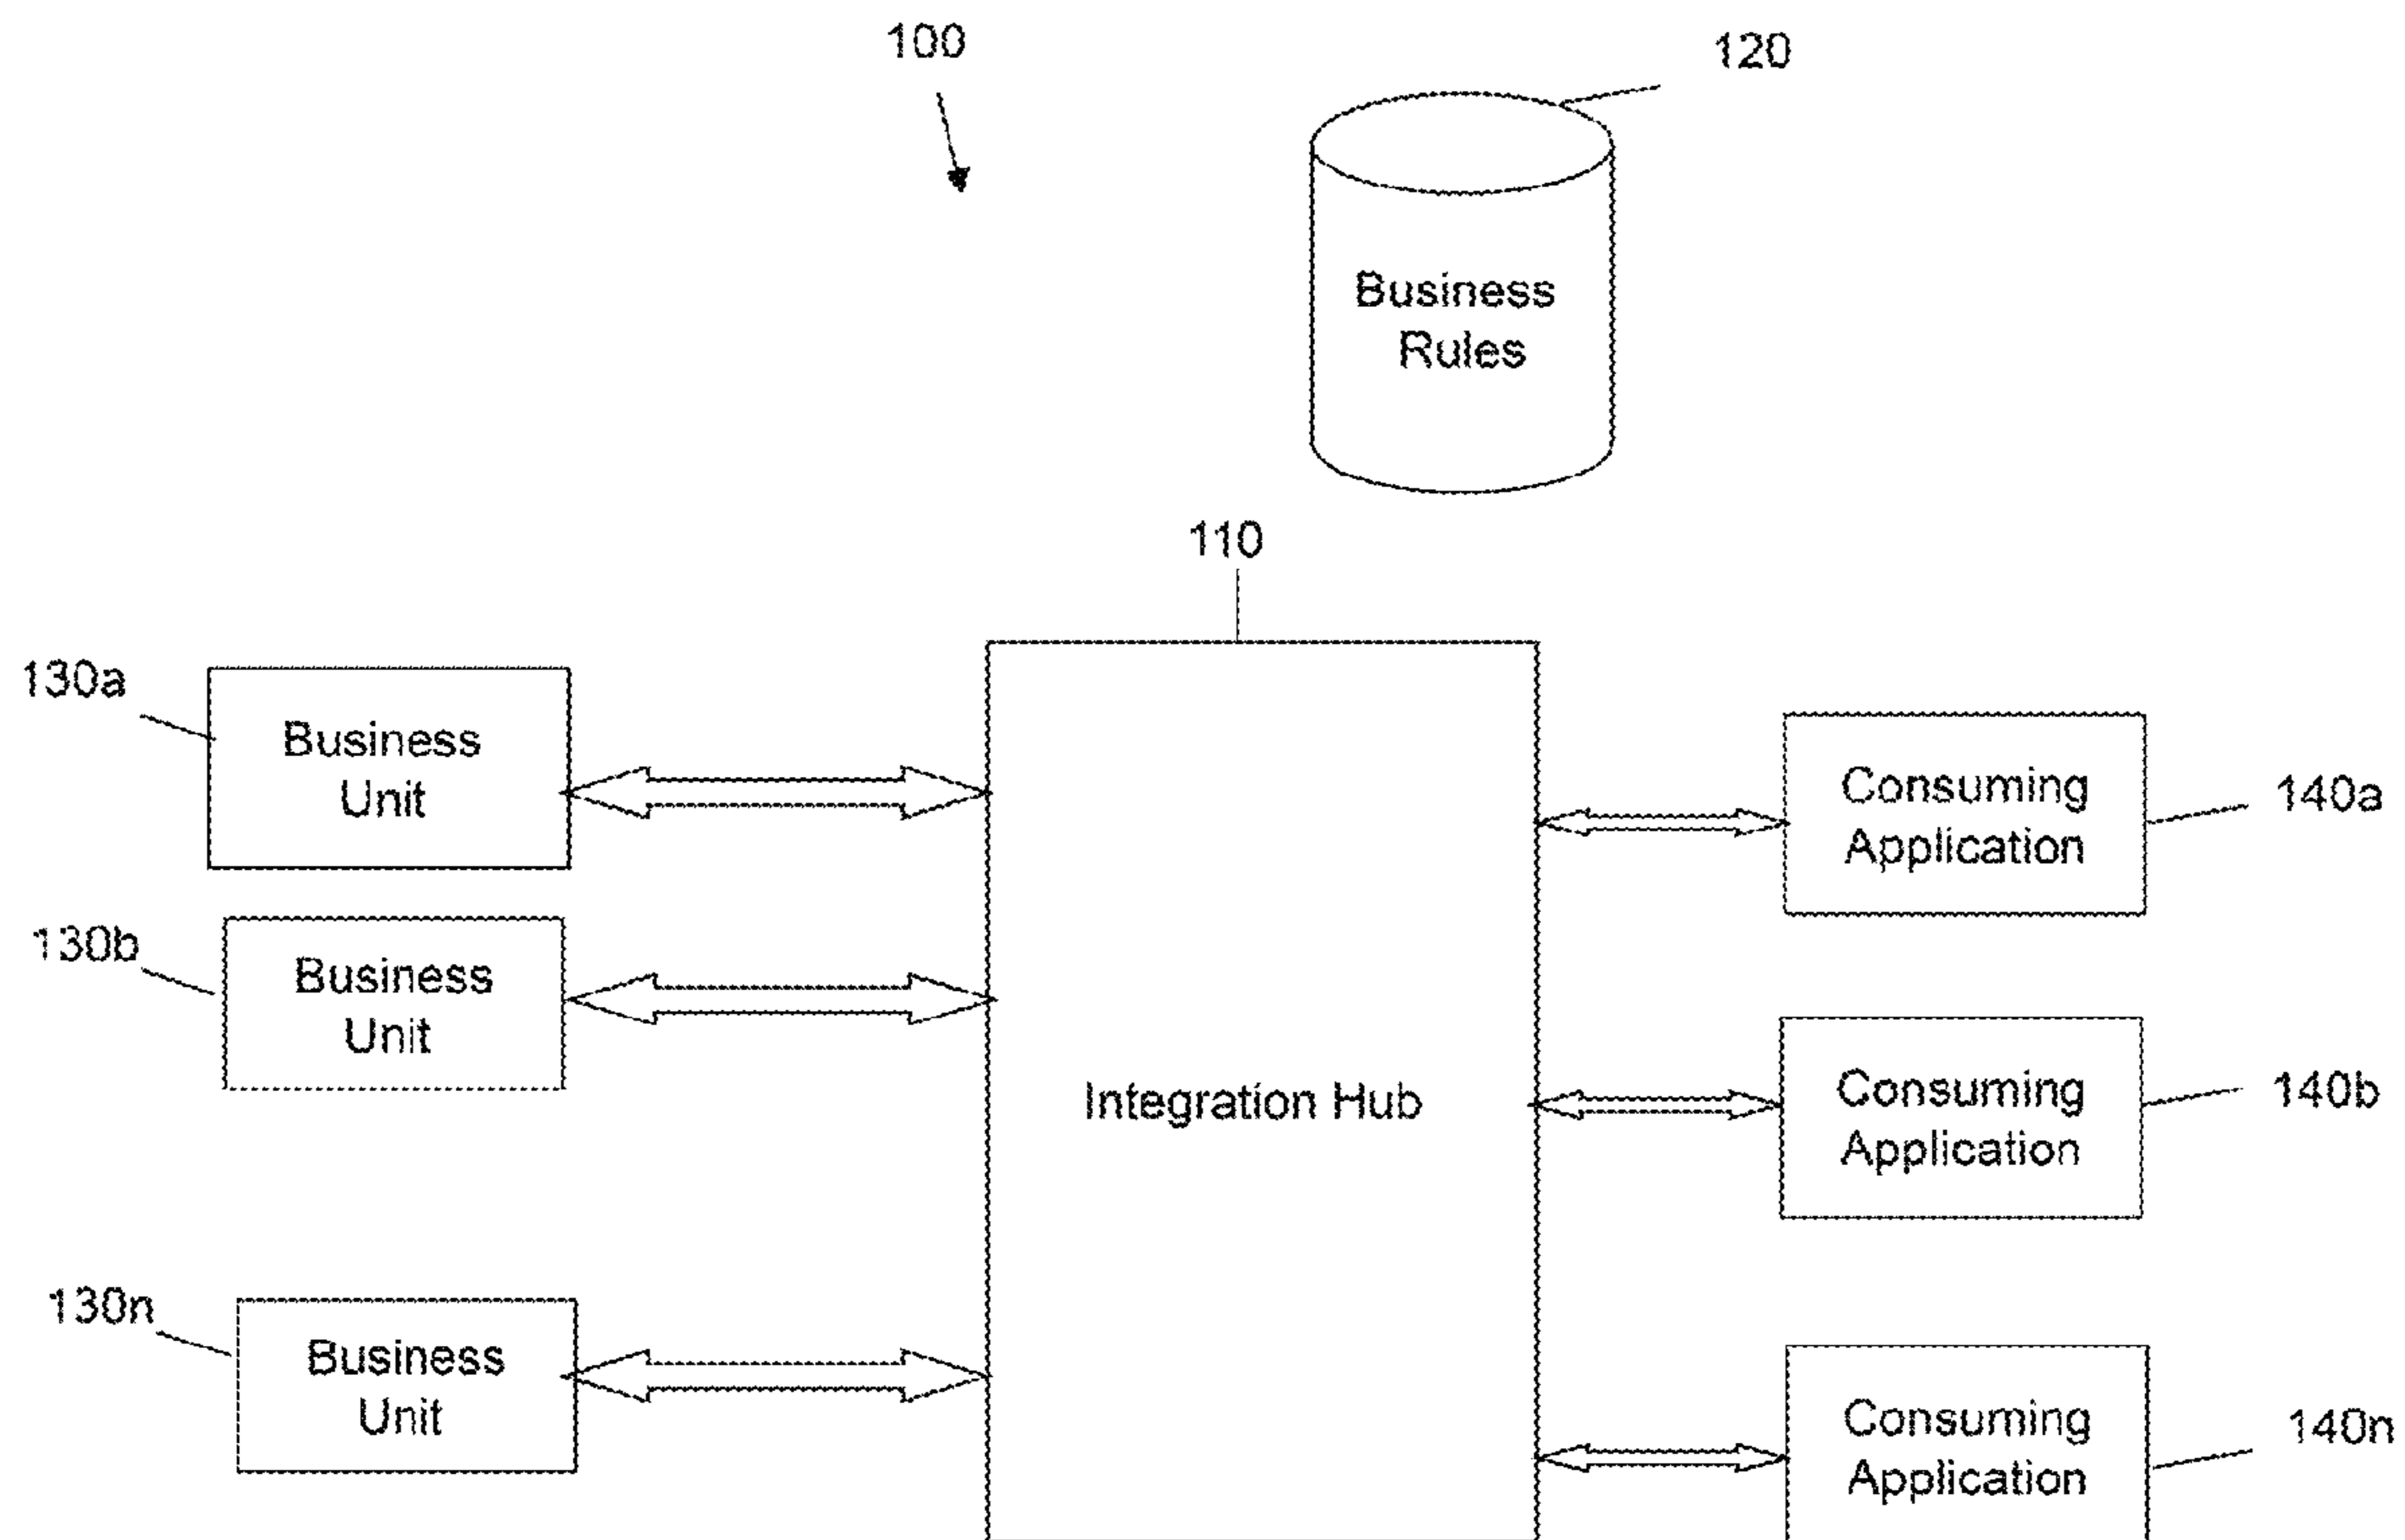 100
120
Business
Rules
110
130a
Business
Unit
Consuming
Application
140a
130b
Business
Unit
Integration Hub
Consuming
Application
140b
130n
Business
Unit
Consuming
Application
140n